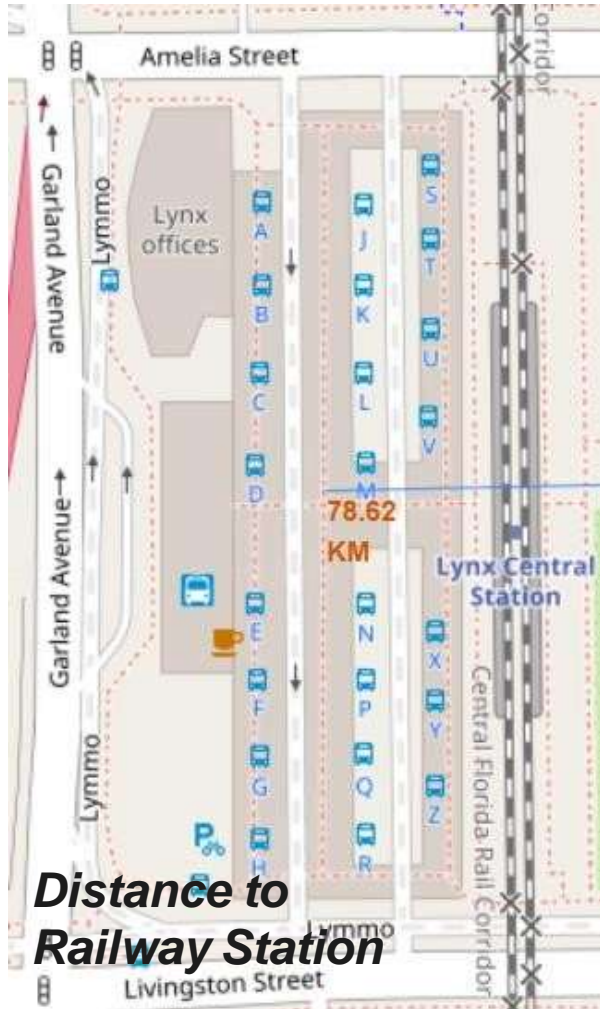 Corridor
Amelia Street
Garland Avenue
Lymmo
Lynx
offices
A
B
C
D
J
K
L
M
S
T
U
V
78.62
KM
Lynx Central
Station
Garland Avenue
Lymmo
E
F
G
H
N
P
Q
R
X
Y
Z
P
Central Florida Rail Corridor
Distance to
Railway Station
Lymmo
Livingston Street